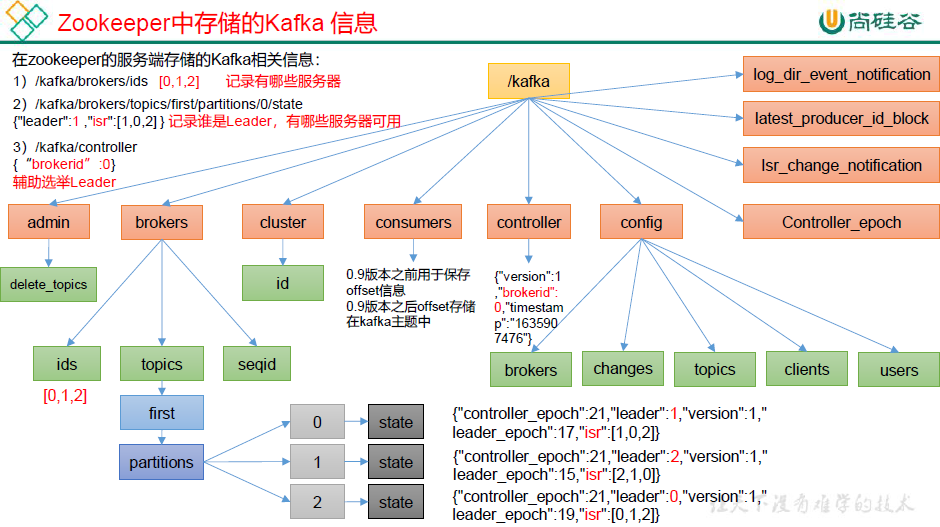 Zookeeper中存储的Kafka 信息
尚硅谷
在zookeeper的服务端存储的Kafka相关信息：
1）/kafka/brokers/ids [0,1,2] 记录有哪些服务器
2）/kafka/brokers/topics/first/partitions/0/state
{"leader":1 ,"isr":[1,0,2] } 记录谁是Leader，有哪些服务器可用
3）/kafka/controller
{“brokerid”:0}
辅助选举Leader
/kafka
log_dir_event_notification
latest_producer_id_block
Isr_change_notification
admin
brokers
cluster
consumers
controller
config
Controller_epoch
delete_topics
id
0.9版本之前用于保存
offset信息
0.9版本之后offset存储
在kafka主题中
{"version":1
,"brokerid":
0,"timestam
p":"163590
7476"}
ids
topics
seqid
brokers
changes
topics
clients
users
[0,1,2]
first
partitions
0
state
{"controller_epoch":21,"leader":1,"version":1,"
leader_epoch":17,"isr":[1,0,2]}
1
state
{"controller_epoch":21,"leader":2,"version":1,"
leader_epoch":15,"isr":[2,1,0]}
2
state
{"controller_epoch":21,"leader":0,"version":1,"
leader_epoch":19,"isr":[0,1,2]}
让天下没有难学的技术